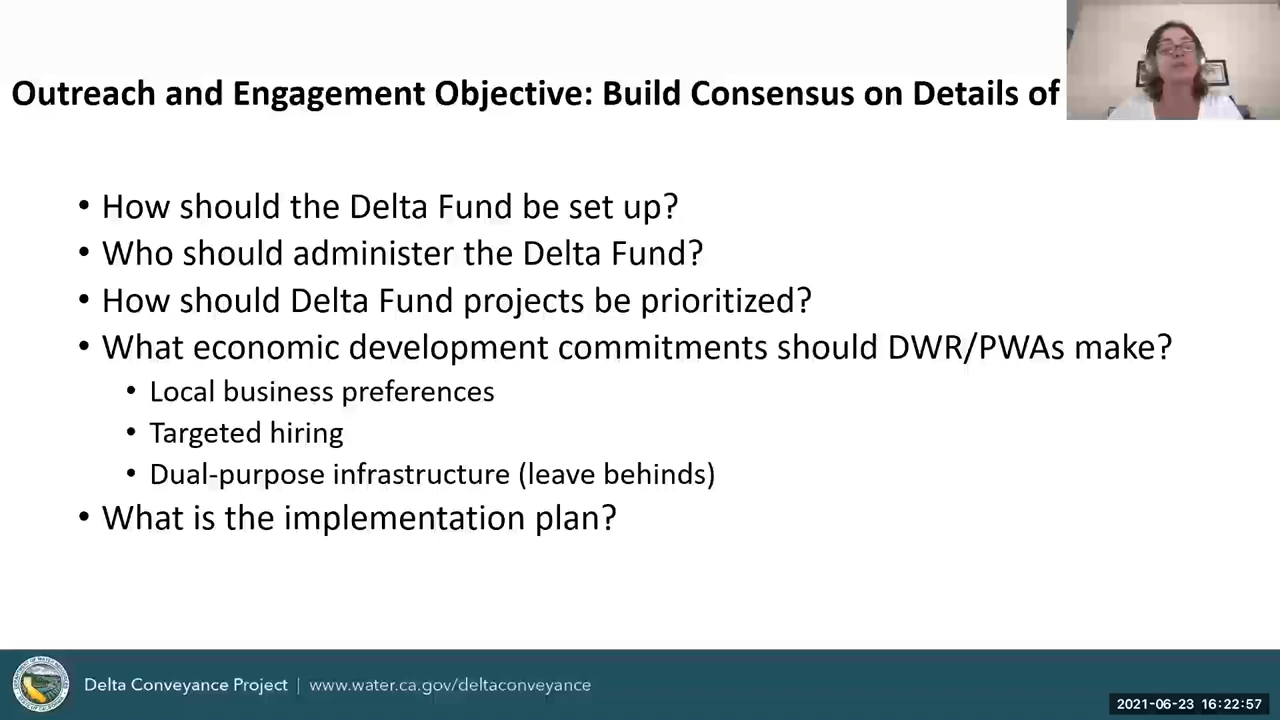 Outreach and Engagement Objective: Build Consensus on Details of
• How should the Delta Fund be set up?
• Who should administer the Delta Fund?
• How should Delta Fund projects be prioritized?
• What economic development commitments should DWR/PWAs make?
• Local business preferences
• Targeted hiring
• Dual-purpose infrastructure (leave behinds)
• What is the implementation plan?
Delta Conveyance Project | www.water.ca.gov/deltaconveyance
2021-06-23 16:22:57